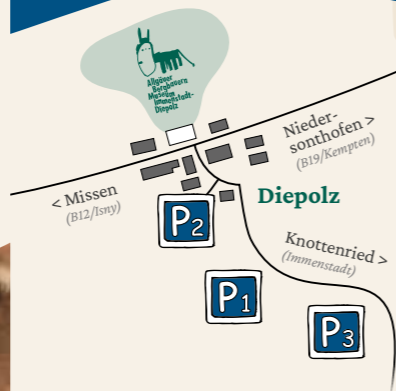 Allgäuer
Bergbauern
Museum
Immenstadt-
Diepolz
Nieder-
sonthofen >
(B19/Kempten)
< Missen
(B12/Isny)
Diepolz
P2
Knottenried >
(Immenstadt)
P1
P3